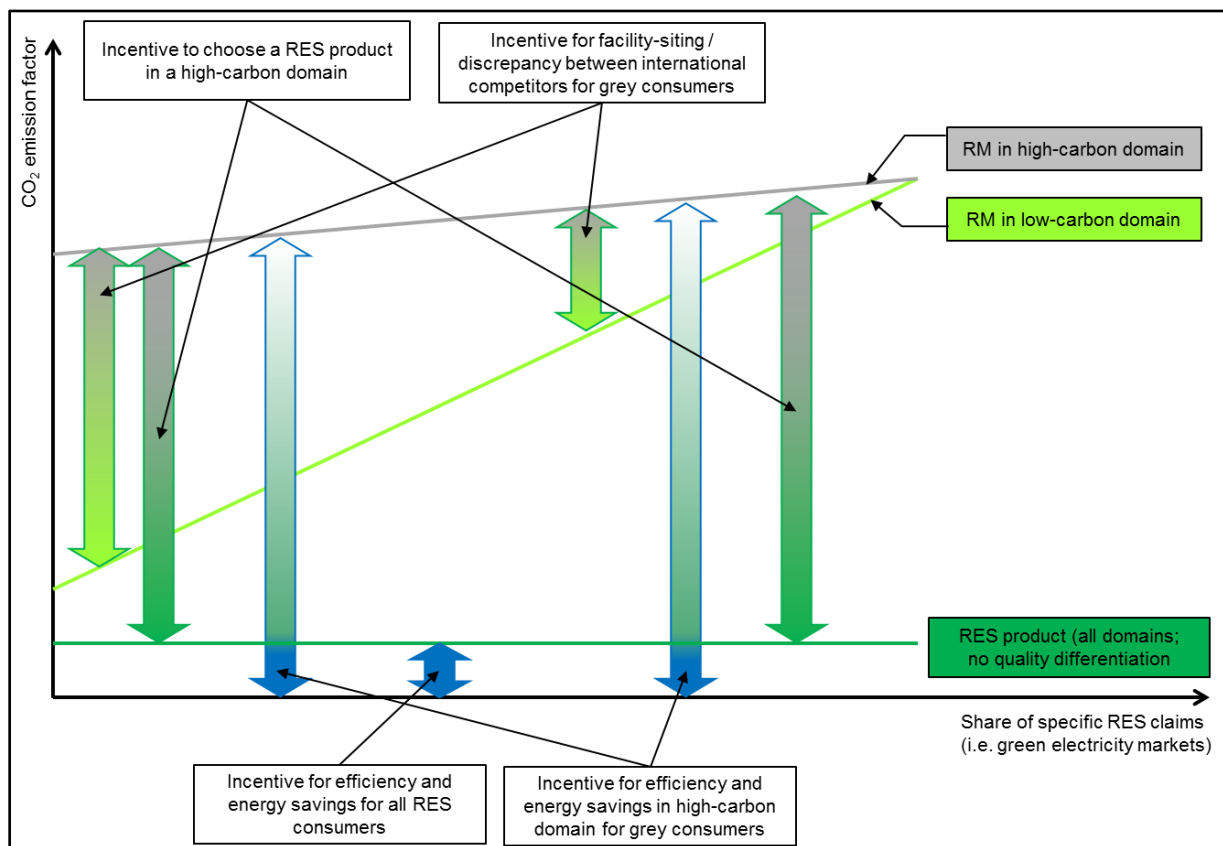 CO₂ emission factor
Incentive to choose a RES product
in a high-carbon domain
Incentive for facility-siting /
discrepancy between international
competitors for grey consumers
RM in high-carbon domain
RM in low-carbon domain
RES product (all domains;
no quality differentiation
Share of specific RES claims
(i.e. green electricity markets)
Incentive for efficiency and
energy savings for all RES
consumers
Incentive for efficiency and
energy savings in high-carbon
domain for grey consumers